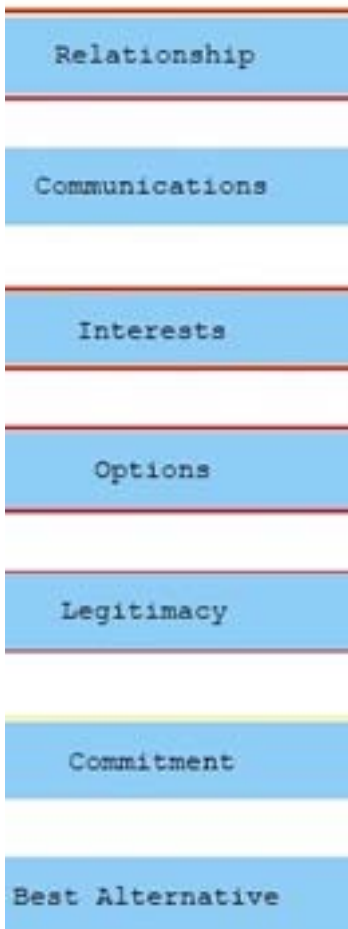 Relationship
Communications
Interests
Options
Legitimacy
Commitment
Best Alternative